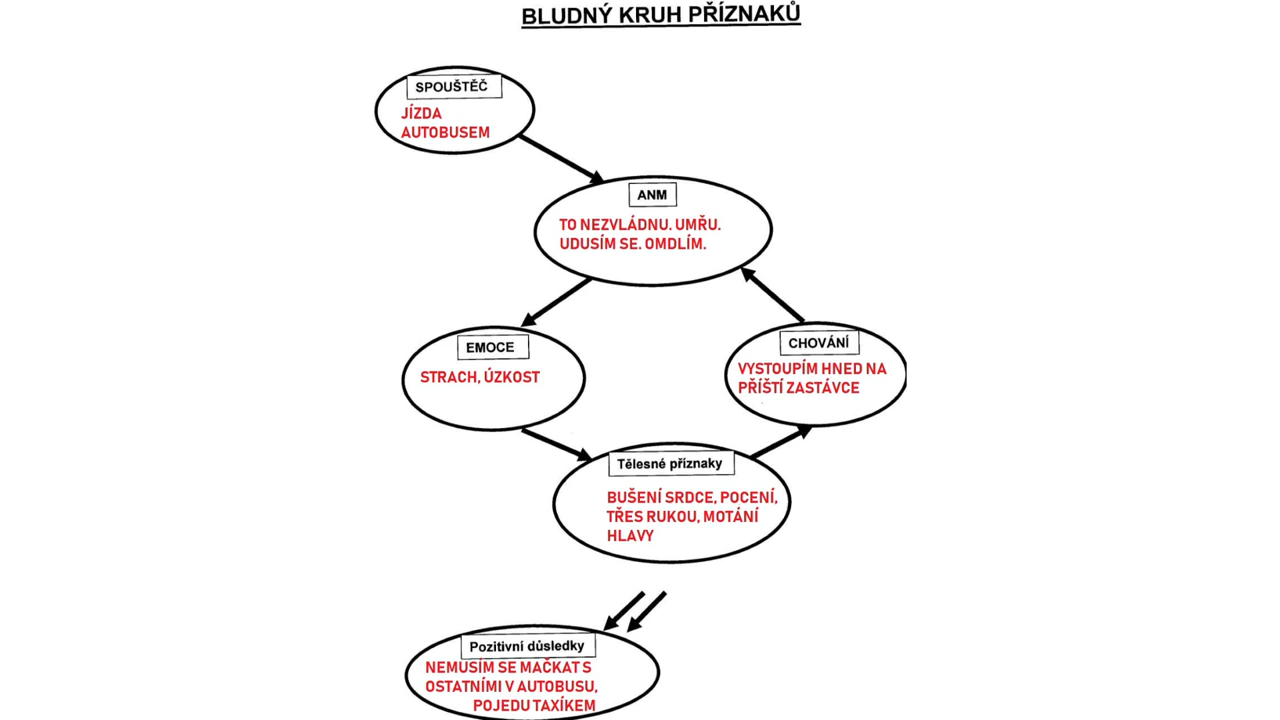 BLUDNÝ KRUH PŘÍZNAKŮ
SPOUŠTĚČ
JÍZDA
AUTOBUSEM
ANM
TO NEZVLÁDNU. UMŘU.
UDUSÍM SE. OMDLÍM.
EMOCE
STRACH, ÚZKOST
CHOVÁNÍ
VYSTOUPÍM HNED NA
PŘÍŠTÍ ZASTÁVCE
Tělesné příznaky
BUŠENÍ SRDCE, POCENÍ,
TŘES RUKOU, MOTÁNÍ
HLAVY
Pozitivní důsledky
NEMUSÍM SE MAČKAT S
OSTATNÍMI V AUTOBUSU,
POJEDU TAXÍKEM